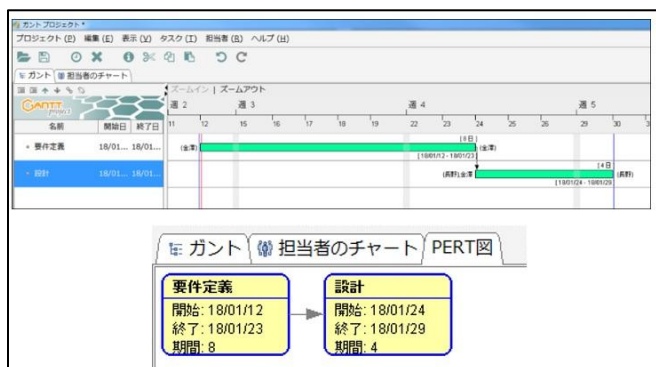 ガント プロジェクト *
プロジェクト (P) 編集 (E) 表示 (V) タスク (T) 担当者 (R) ヘルプ (H)
ガント 担当者のチャート
ズームイン | ズームアウト
GANTT project
週 2 週 3 週 4 週 5
名前 開始日 終了日 11 12 15 16 17 18 19 22 23 24 25 26 29 30
[8日]
要件定義 18/01... 18/01... (金澤) (金澤)
[18/01/12 - 18/01/23]
[4日]
設計 18/01... 18/01... (長野),金澤 (長野)
[18/01/24 - 18/01/29]
ガント 担当者のチャート PERT図
要件定義 設計
開始: 18/01/12 開始: 18/01/24
終了: 18/01/23 終了: 18/01/29
期間: 8 期間: 4